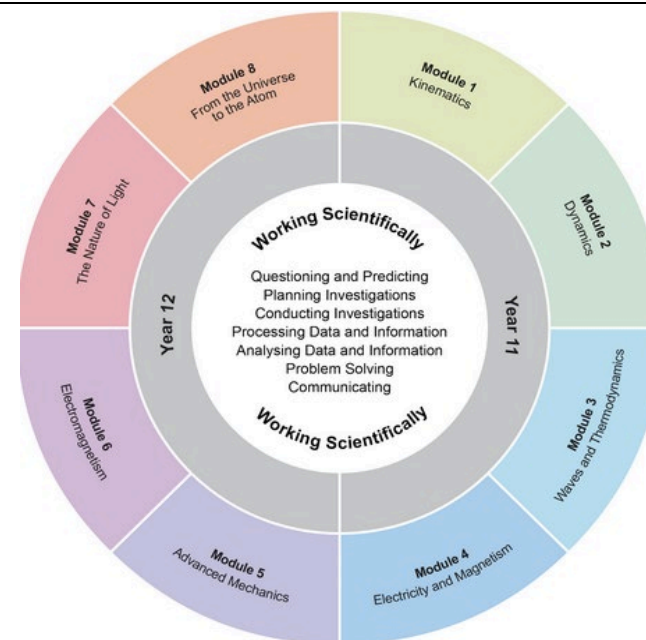 Module 1
Kinematics
Module 2
Dynamics
Module 3
Waves and Thermodynamics
Module 4
Electricity and Magnetism
Module 5
Advanced Mechanics
Module 6
Electromagnetism
Module 7
The Nature of Light
Module 8
From the Universe
to the Atom
Year 11
Year 12
Working Scientifically
Questioning and Predicting
Planning Investigations
Conducting Investigations
Processing Data and Information
Analysing Data and Information
Problem Solving
Communicating
Working Scientifically